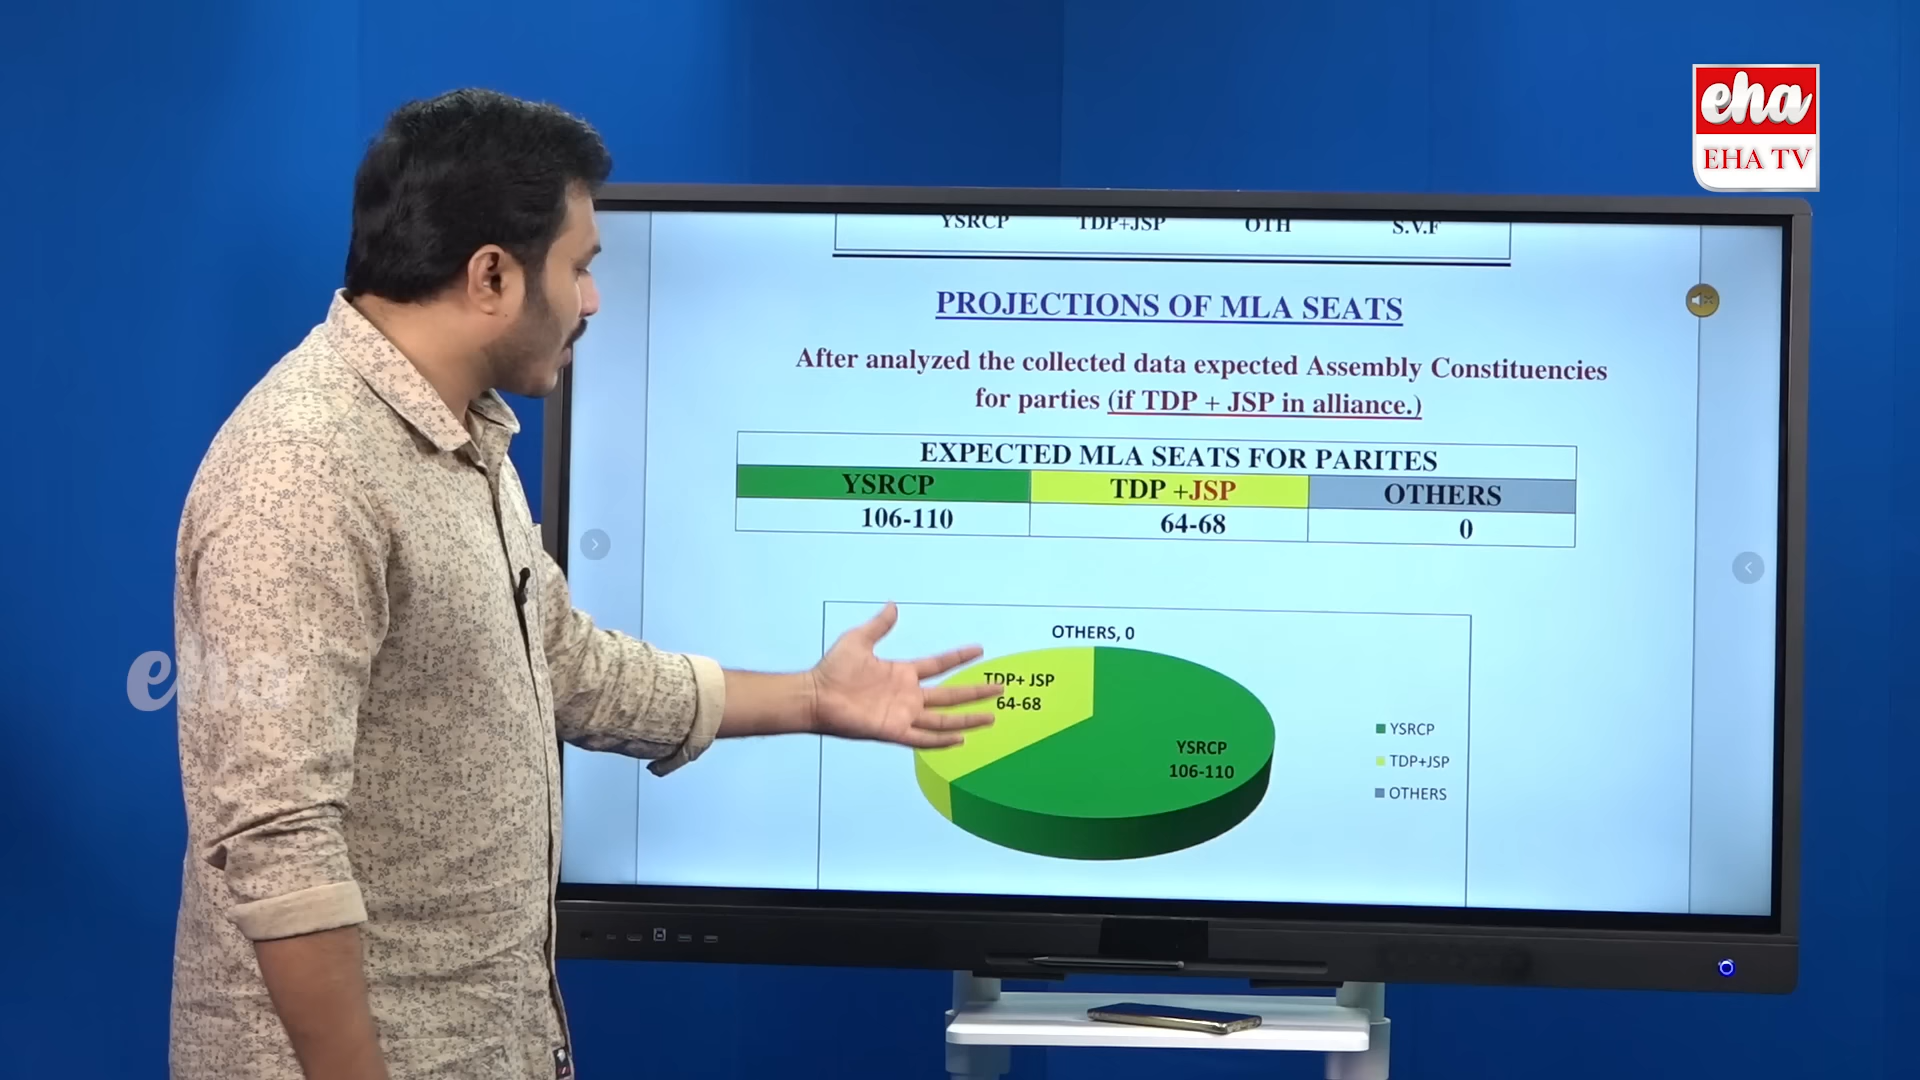 eha
EHA TV
YSRCP TDP+JSP OTH S.V.F
PROJECTIONS OF MLA SEATS
After analyzed the collected data expected Assembly Constituencies
for parties (if TDP + JSP in alliance.)
EXPECTED MLA SEATS FOR PARITES
YSRCP TDP +JSP OTHERS
106-110 64-68 0
OTHERS, 0
TDP+ JSP
64-68
YSRCP
106-110
YSRCP
TDP+JSP
OTHERS
eha